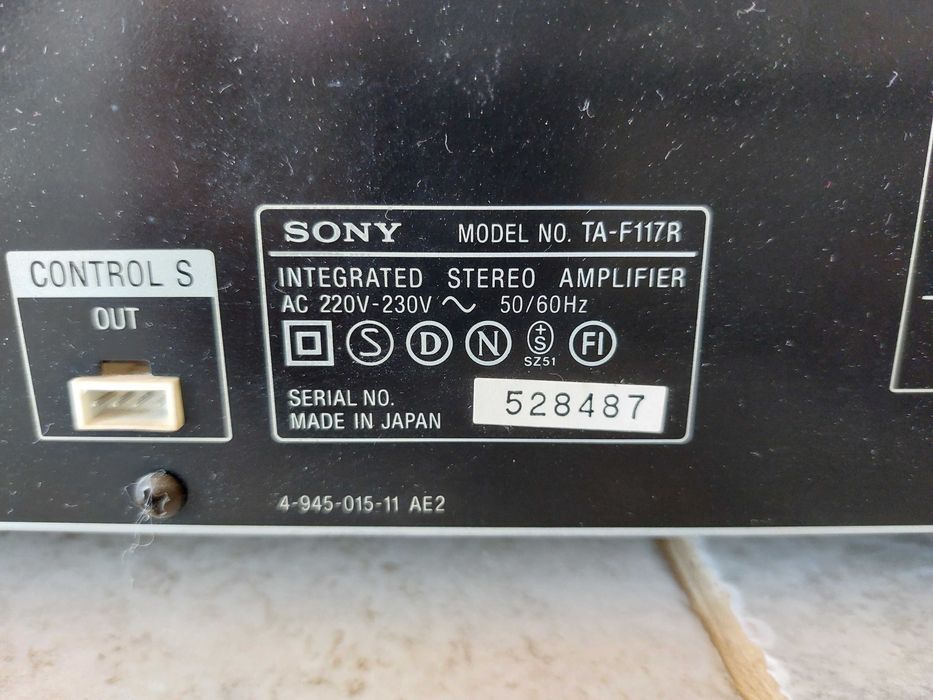 CONTROL S
OUT
SONY MODEL NO. TA-F117R
INTEGRATED STEREO AMPLIFIER
AC 220V-230V ∿ 50/60Hz
S D N +S FI
SZ51
SERIAL NO. 528487
MADE IN JAPAN
4-945-015-11 AE2